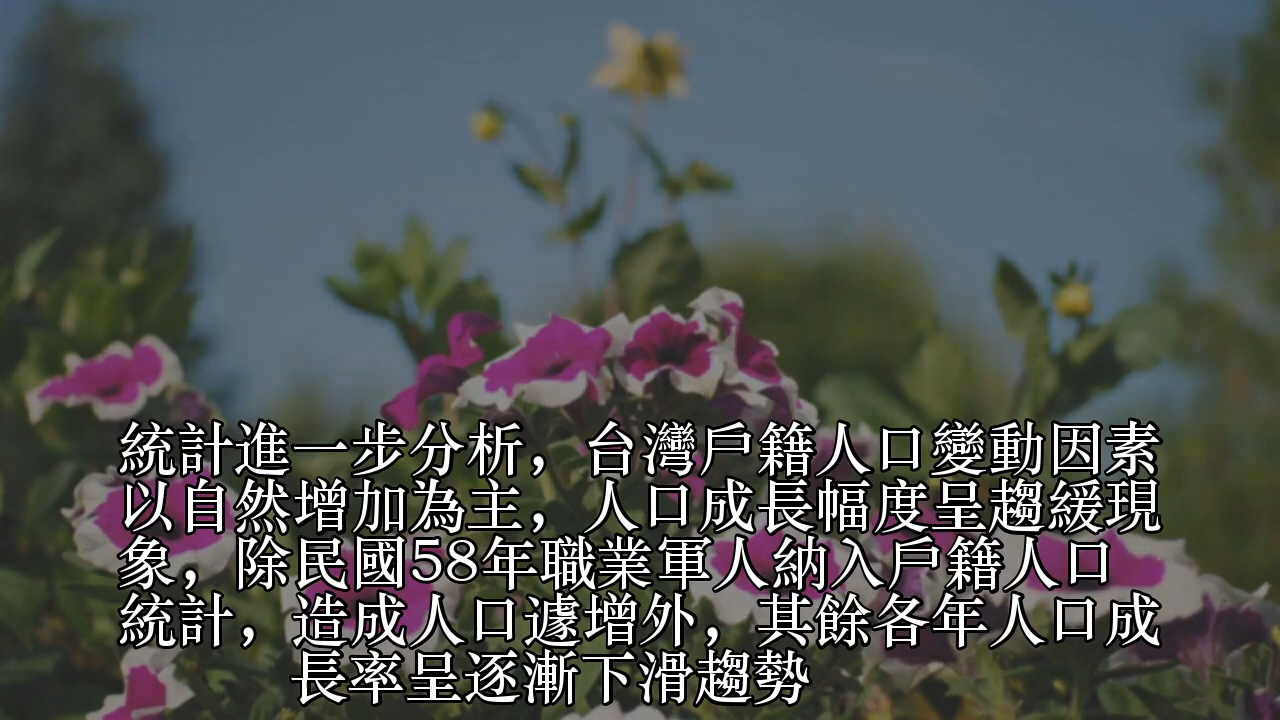 統計進一步分析，台灣戶籍人口變動因素
以自然增加為主，人口成長幅度呈趨緩現
象，除民國58年職業軍人納入戶籍人口
統計，造成人口遽增外，其餘各年人口成
長率呈逐漸下滑趨勢